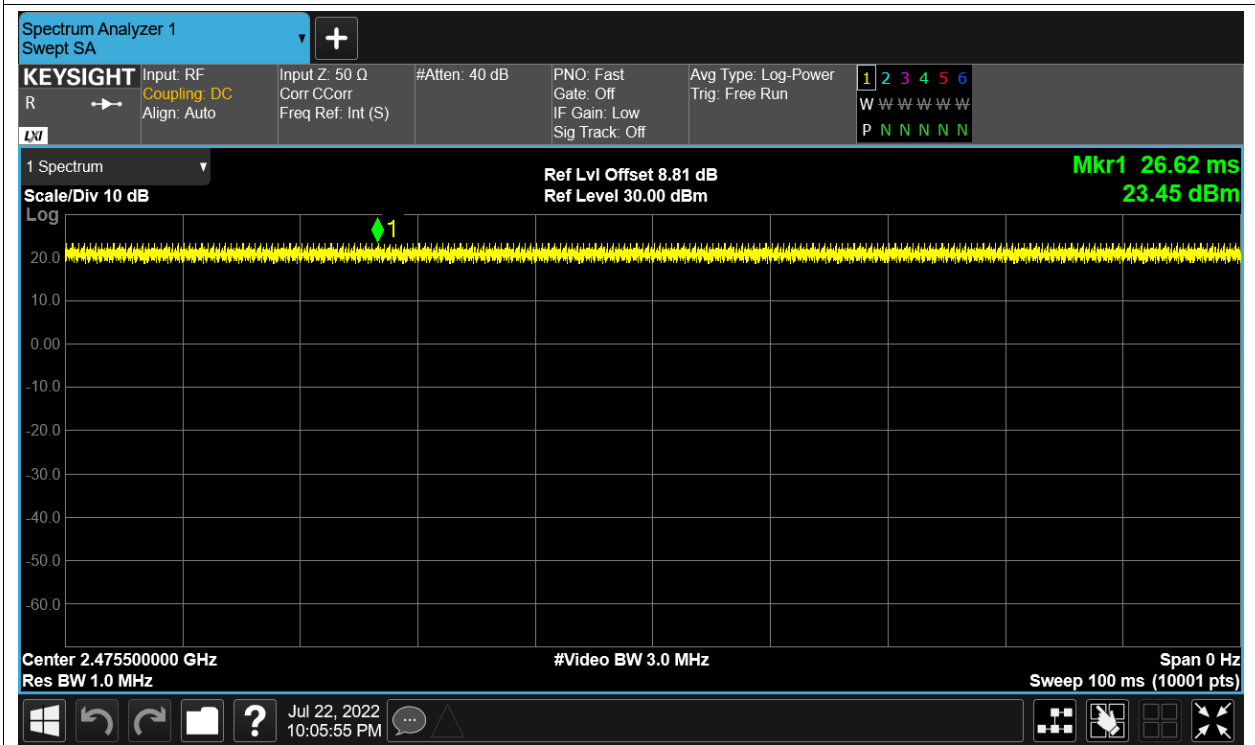 Spectrum Analyzer 1
Swept SA
KEYSIGHT
R
LXI
Input: RF
Coupling: DC
Align: Auto
Input Z: 50 Ω
Corr CCorr
Freq Ref: Int (S)
#Atten: 40 dB
PNO: Fast
Gate: Off
IF Gain: Low
Sig Track: Off
Avg Type: Log-Power
Trig: Free Run
1 2 3 4 5 6
W W W W W W
P N N N N N
1 Spectrum
Scale/Div 10 dB
Ref Lvl Offset 8.81 dB
Ref Level 30.00 dBm
Mkr1 26.62 ms
23.45 dBm
Log
1
20.0
10.0
0.00
-10.0
-20.0
-30.0
-40.0
-50.0
-60.0
Center 2.475500000 GHz
#Video BW 3.0 MHz
Span 0 Hz
Res BW 1.0 MHz
Sweep 100 ms (10001 pts)
?
Jul 22, 2022
10:05:55 PM